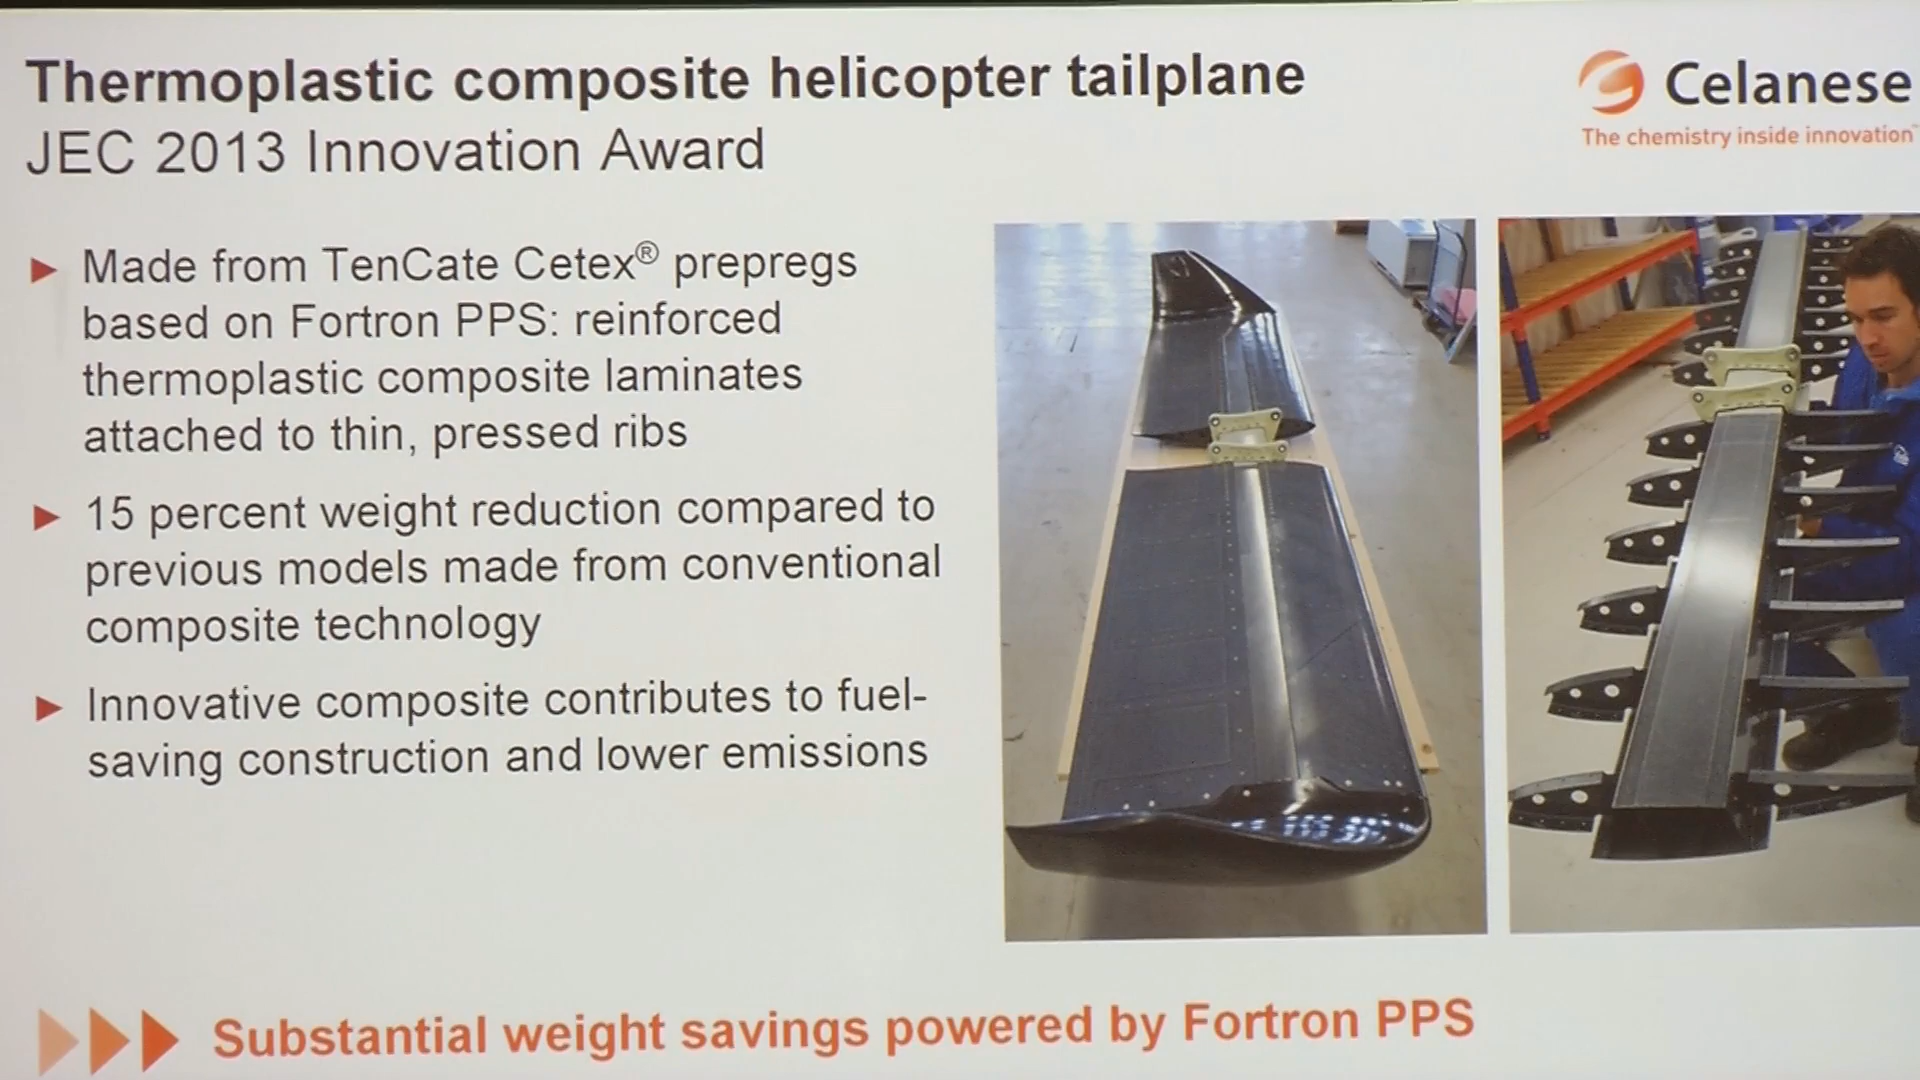 Thermoplastic composite helicopter tailplane
JEC 2013 Innovation Award
Celanese
The chemistry inside innovation™
Made from TenCate Cetex® prepregs
based on Fortron PPS: reinforced
thermoplastic composite laminates
attached to thin, pressed ribs
15 percent weight reduction compared to
previous models made from conventional
composite technology
Innovative composite contributes to fuel-
saving construction and lower emissions
Substantial weight savings powered by Fortron PPS